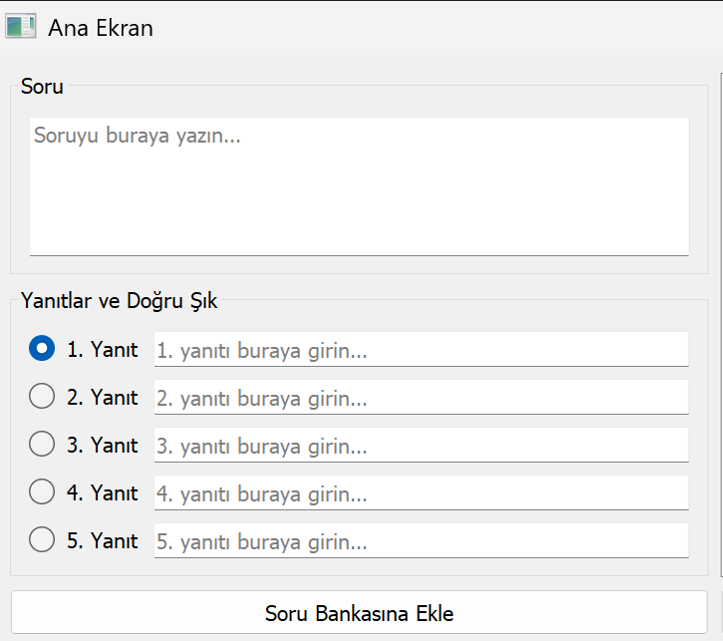 Ana Ekran
Soru
Soruyu buraya yazın...
Yanıtlar ve Doğru Şık
1. Yanıt 1. yanıtı buraya girin...
2. Yanıt 2. yanıtı buraya girin...
3. Yanıt 3. yanıtı buraya girin...
4. Yanıt 4. yanıtı buraya girin...
5. Yanıt 5. yanıtı buraya girin...
Soru Bankasına Ekle